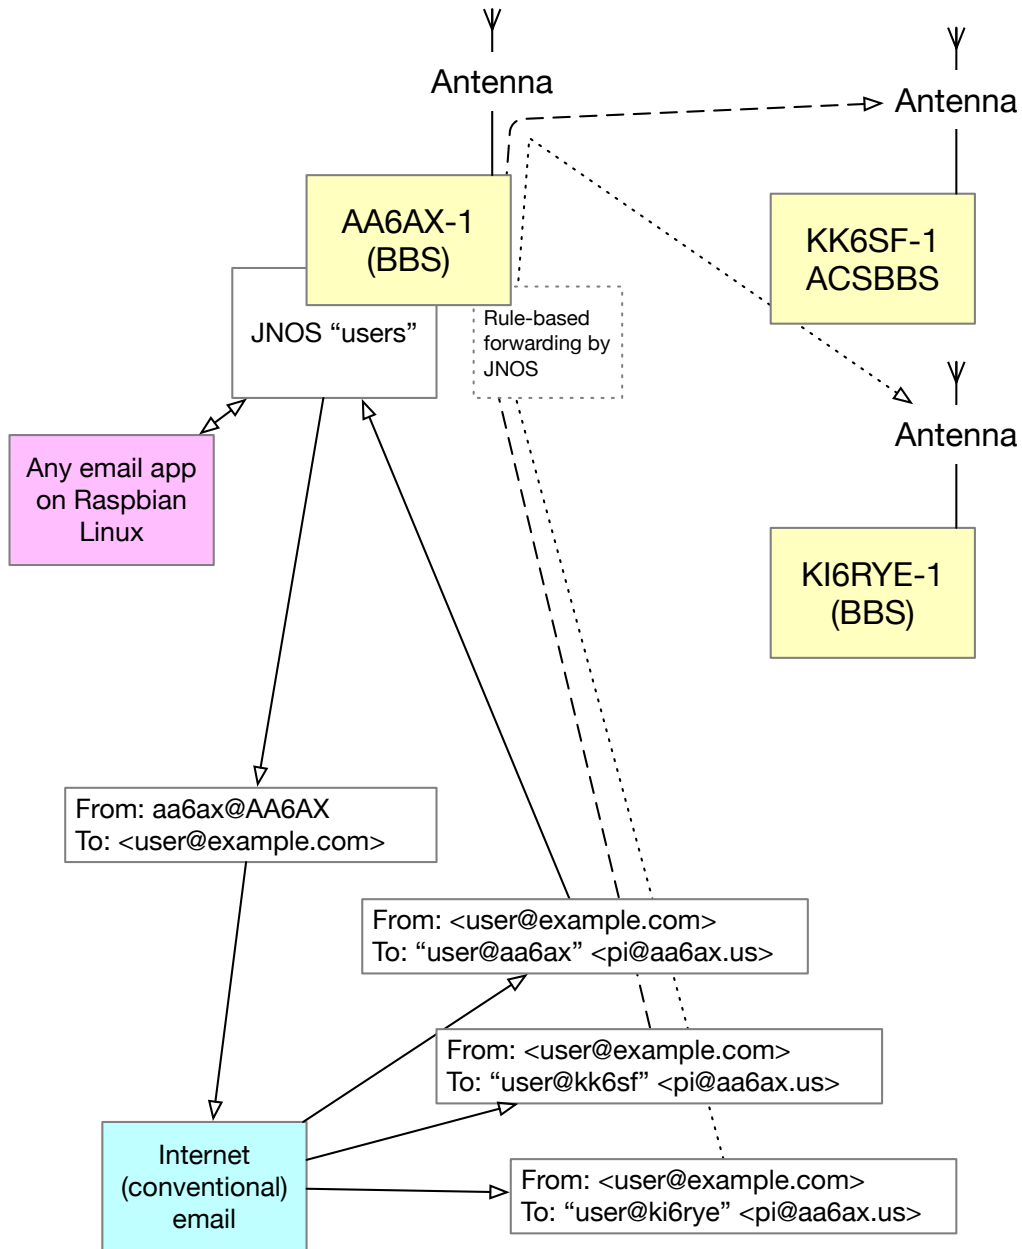 Antenna
Antenna
AA6AX-1
(BBS)
KK6SF-1
ACSBBS
JNOS “users”
Rule-based
forwarding by
JNOS
Antenna
Any email app
on Raspbian
Linux
KI6RYE-1
(BBS)
From: aa6ax@AA6AX
To: <user@example.com>
From: <user@example.com>
To: “user@aa6ax” <pi@aa6ax.us>
From: <user@example.com>
To: “user@kk6sf” <pi@aa6ax.us>
Internet
(conventional)
email
From: <user@example.com>
To: “user@ki6rye” <pi@aa6ax.us>